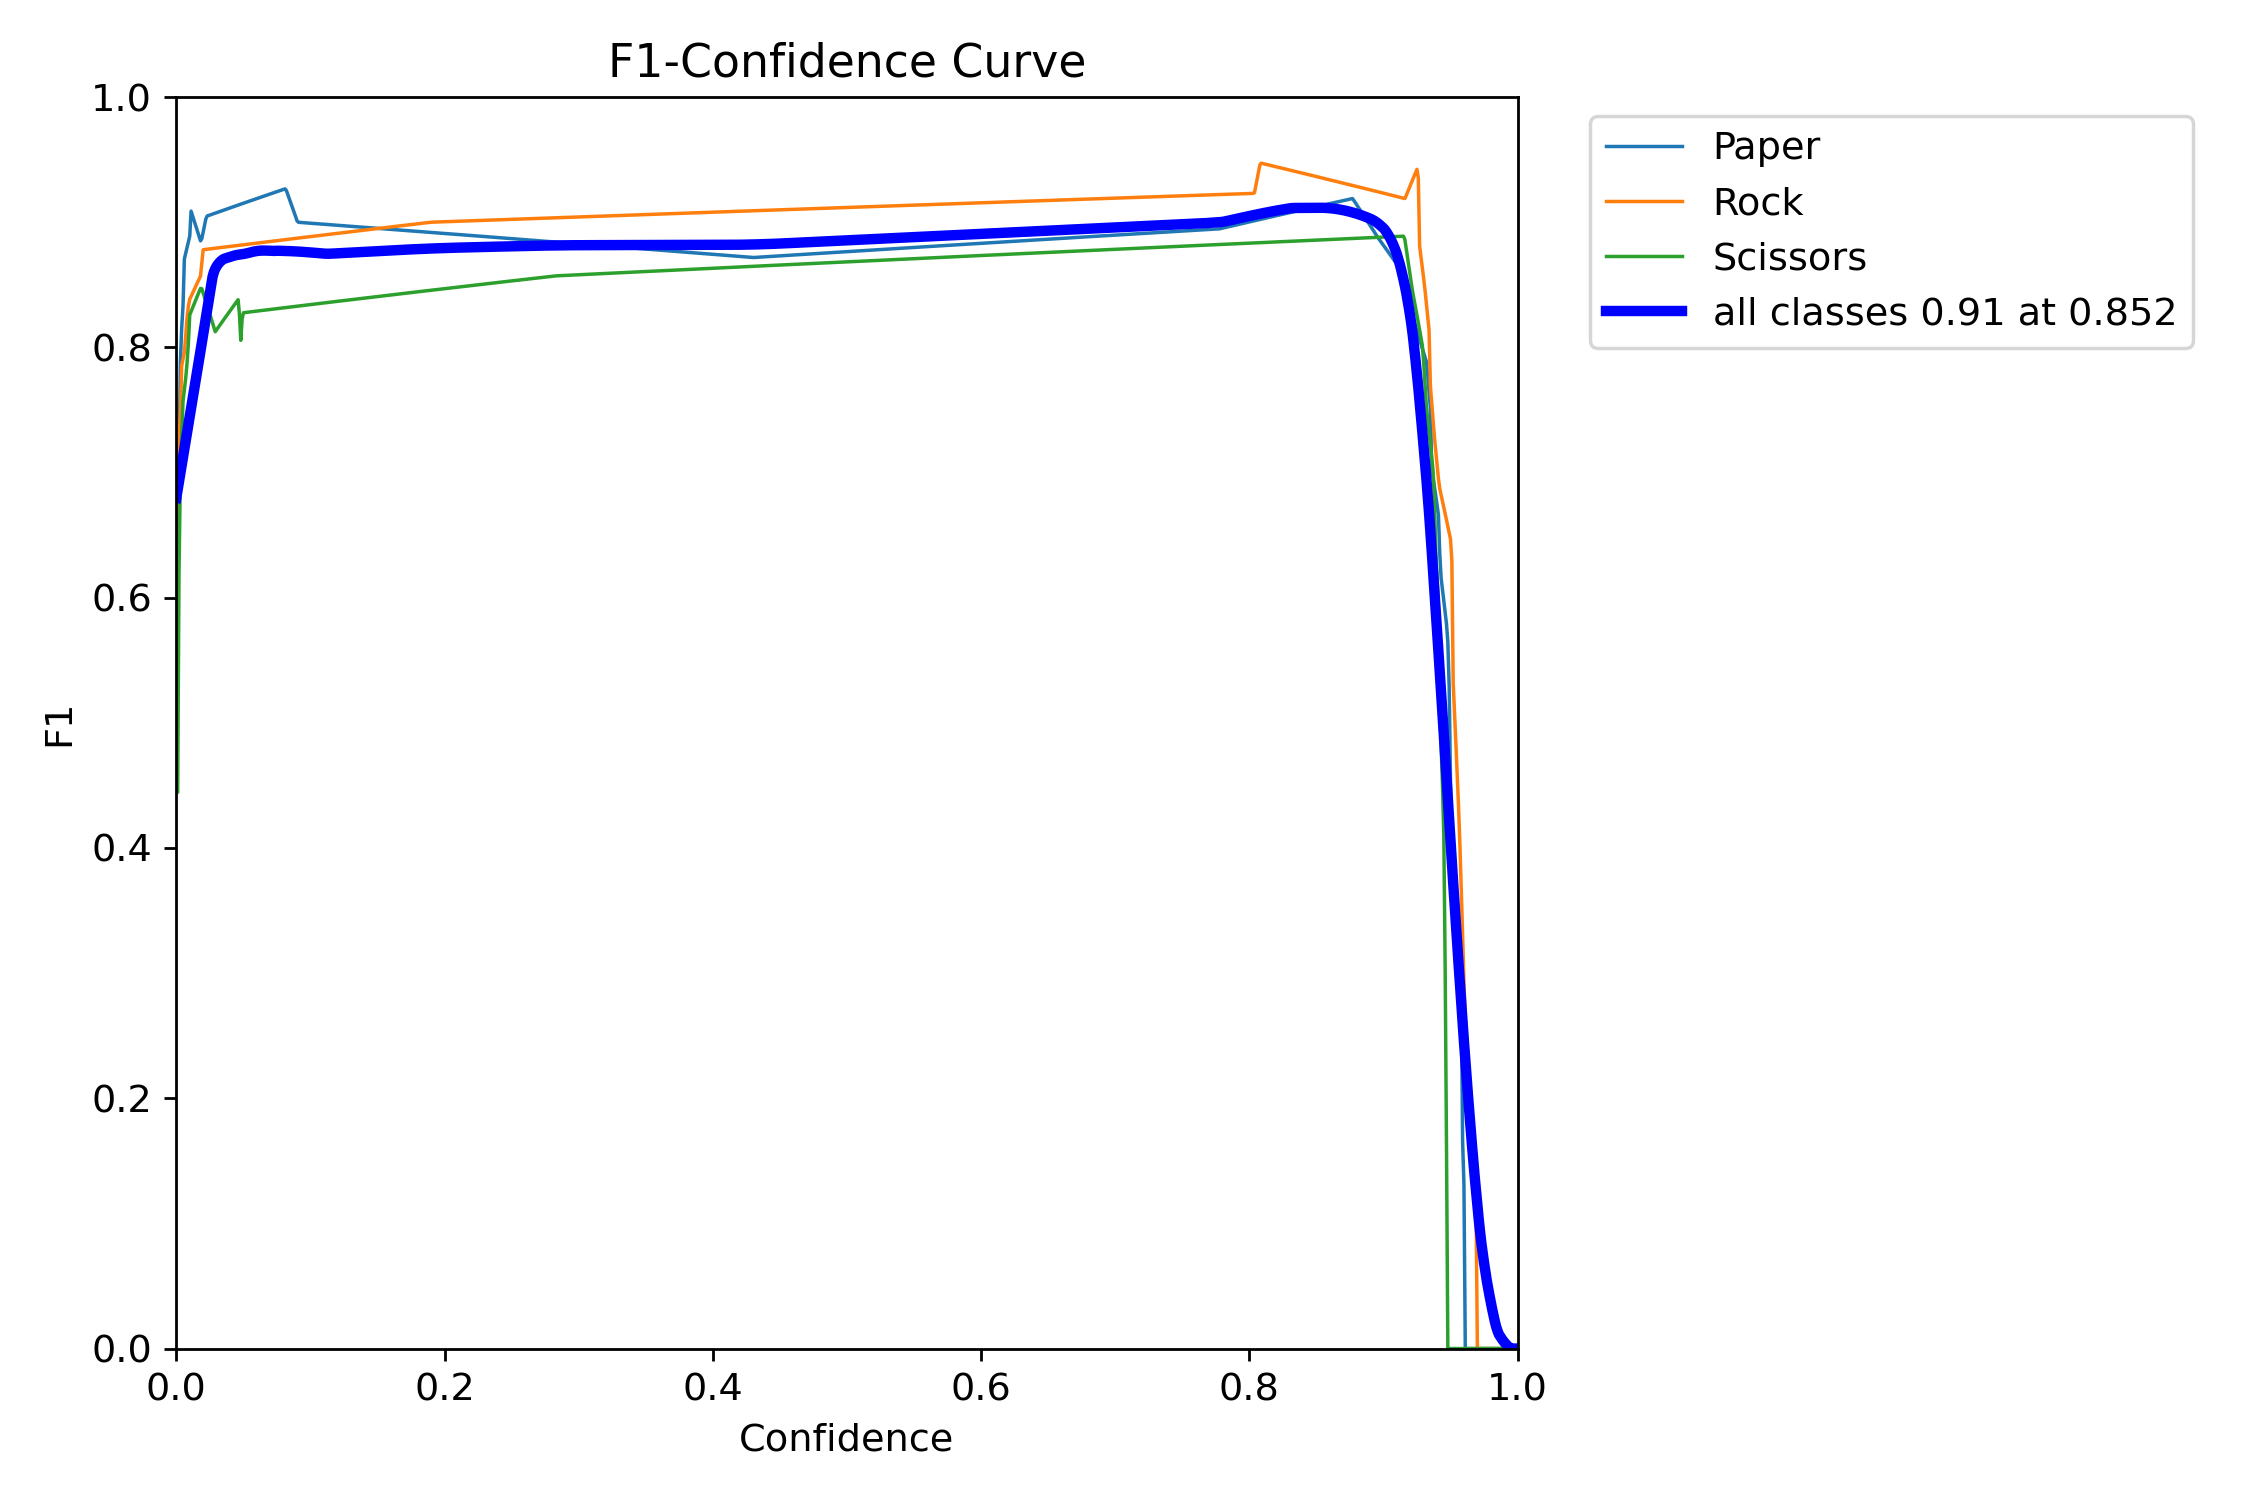 F1-Confidence Curve
1.0
0.8
0.6
0.4
0.2
0.0
F1
0.0 0.2 0.4 0.6 0.8 1.0
Confidence
Paper
Rock
Scissors
all classes 0.91 at 0.852